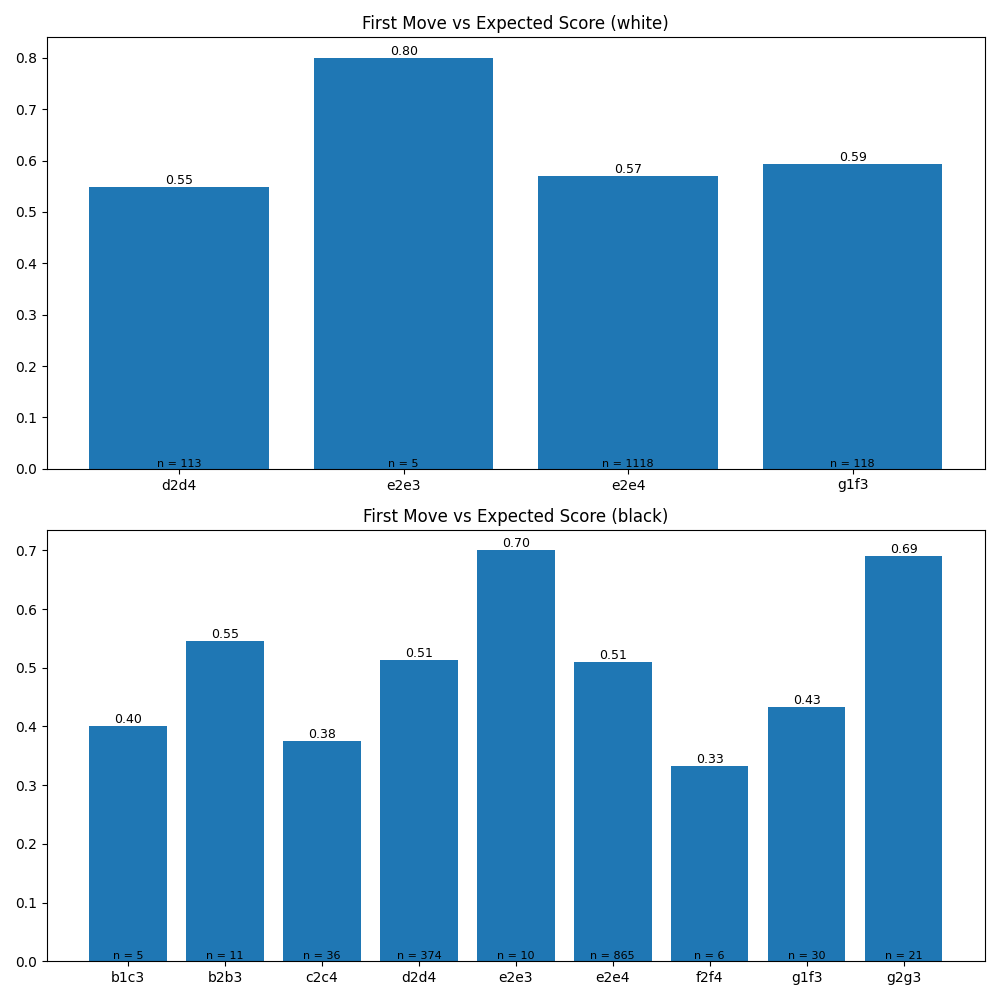 First Move vs Expected Score (white)
0.8
0.7
0.6
0.5
0.4
0.3
0.2
0.1
0.0
0.55
0.80
0.57
0.59
n = 113
n = 5
n = 1118
n = 118
d2d4
e2e3
e2e4
g1f3
First Move vs Expected Score (black)
0.7
0.6
0.5
0.4
0.3
0.2
0.1
0.0
0.40
0.55
0.38
0.51
0.70
0.51
0.33
0.43
0.69
n = 5
n = 11
n = 36
n = 374
n = 10
n = 865
n = 6
n = 30
n = 21
b1c3
b2b3
c2c4
d2d4
e2e3
e2e4
f2f4
g1f3
g2g3